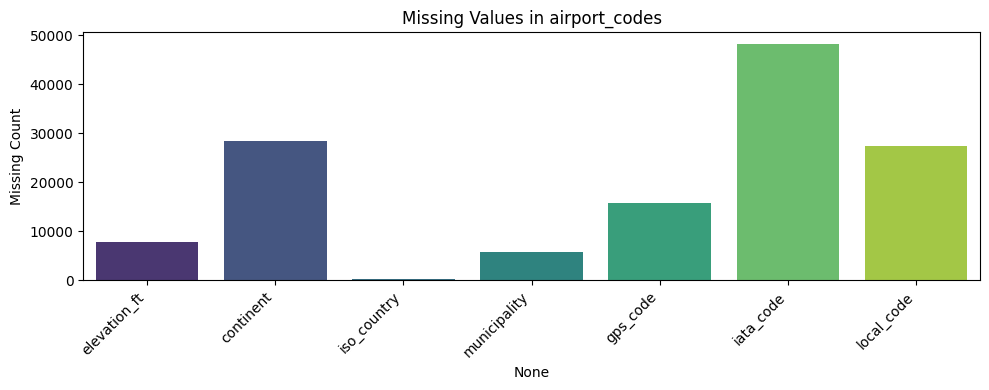 Missing Values in airport_codes
Missing Count
50000
40000
30000
20000
10000
0
elevation_ft
continent
iso_country
municipality
gps_code
iata_code
local_code
None